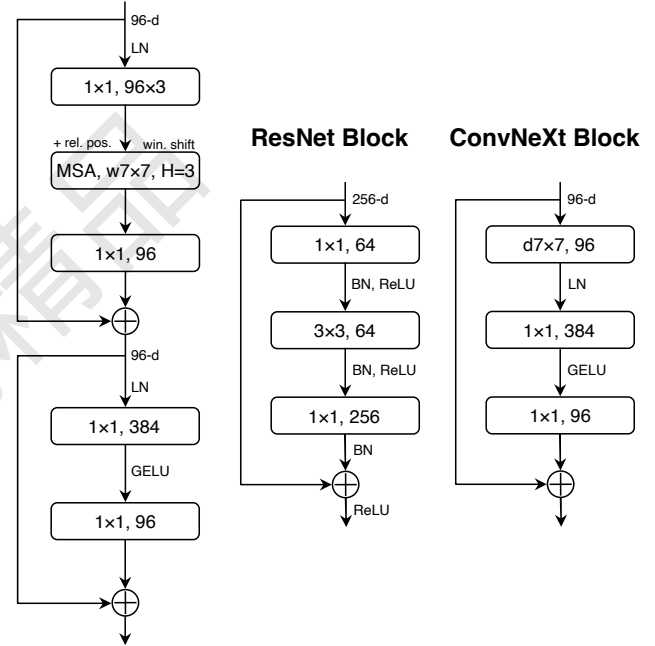 96-d
LN
1×1, 96×3
+ rel. pos. win. shift
MSA, w7×7, H=3
1×1, 96
96-d
LN
1×1, 384
GELU
1×1, 96
ResNet Block
256-d
1×1, 64
BN, ReLU
3×3, 64
BN, ReLU
1×1, 256
BN
ReLU
ConvNeXt Block
96-d
d7×7, 96
LN
1×1, 384
GELU
1×1, 96
精品